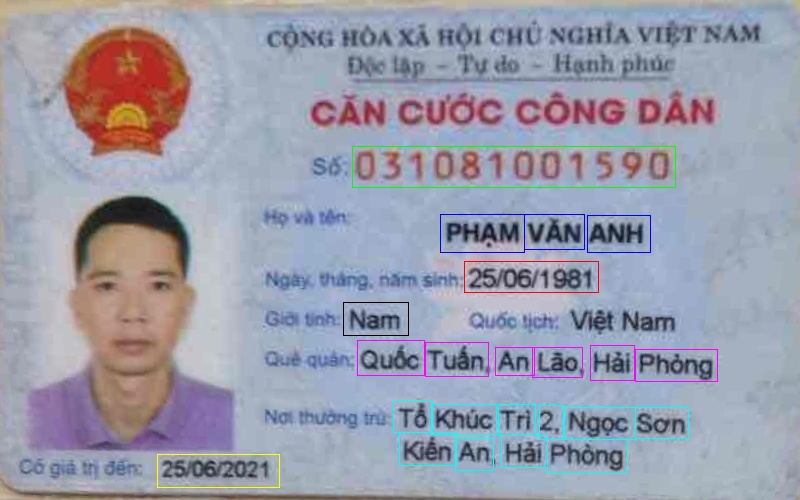 CỘNG HÒA XÃ HỘI CHỦ NGHĨA VIỆT NAM
Độc lập - Tự do - Hạnh phúc
CĂN CƯỚC CÔNG DÂN
Số: 031081001590
Họ và tên:
PHẠM VĂN ANH
Ngày, tháng, năm sinh: 25/06/1981
Giới tính: Nam Quốc tịch: Việt Nam
Quê quán: Quốc Tuấn, An Lão, Hải Phòng
Nơi thường trú: Tổ Khúc Trì 2, Ngọc Sơn
Kiến An, Hải Phòng
Có giá trị đến: 25/06/2021